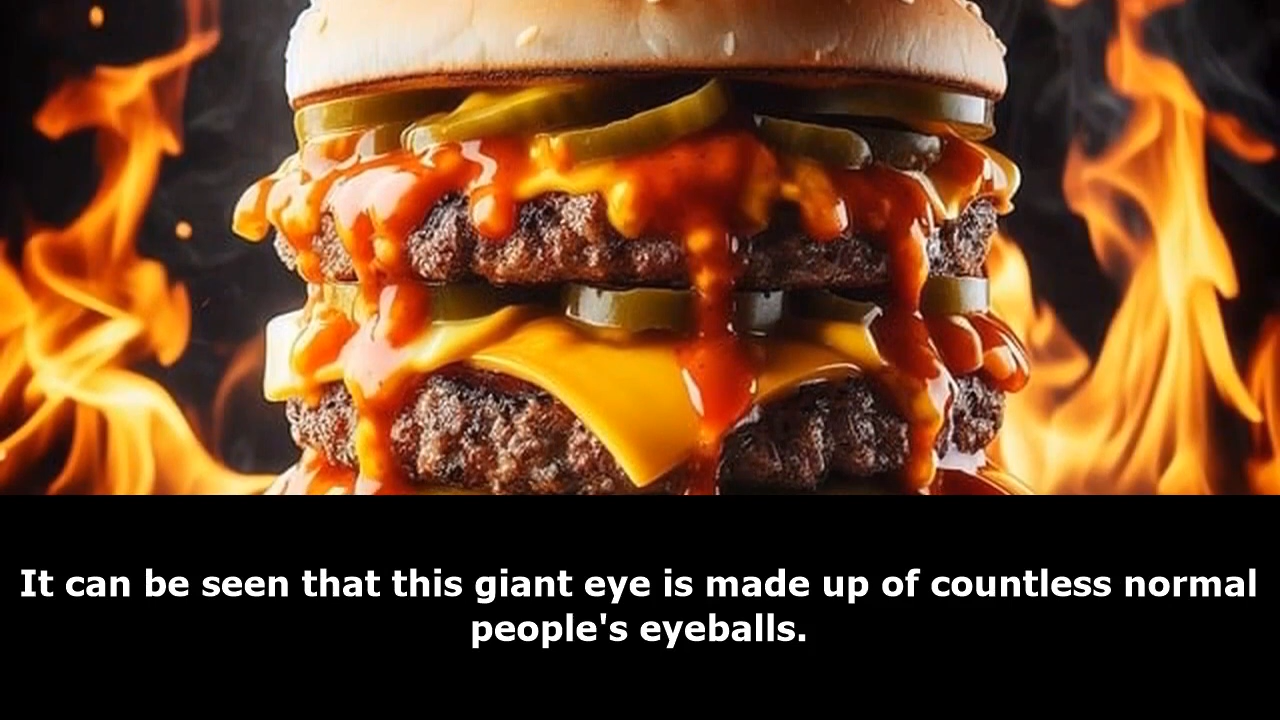 It can be seen that this giant eye is made up of countless normal
people's eyeballs.